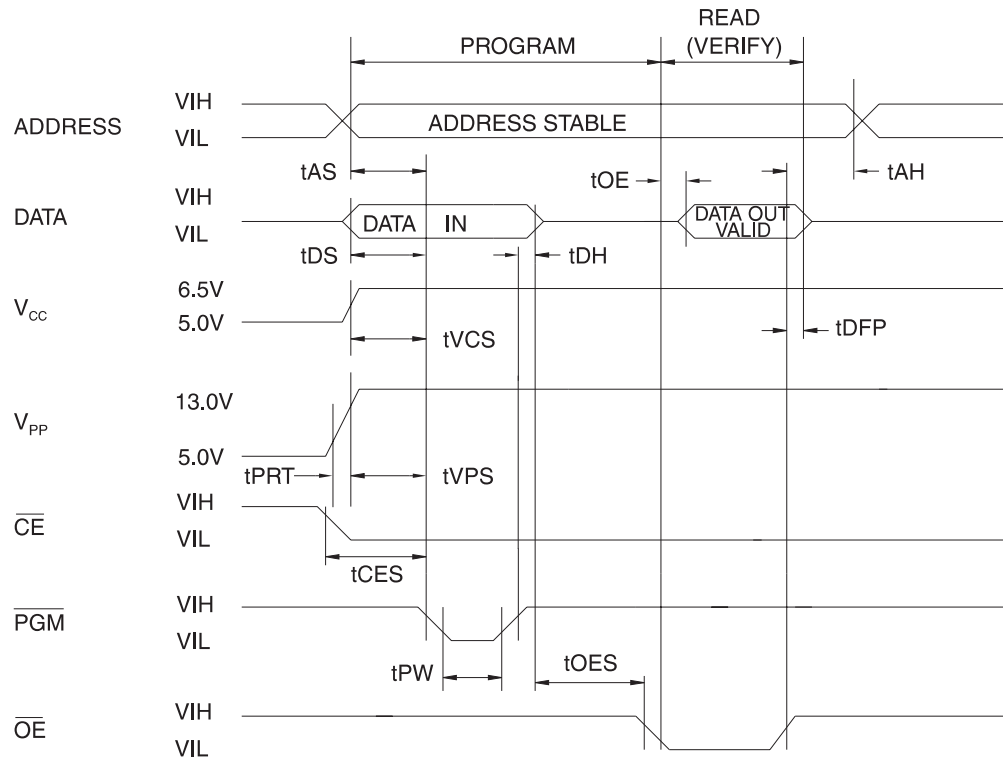 READ
PROGRAM (VERIFY)
VIH
ADDRESS ADDRESS STABLE
VIL
tAS tOE tAH
VIH
DATA DATA IN DATA OUT
VIL VALID
tDS tDH
6.5V
VCC
5.0V
tVCS tDFP
13.0V
VPP
5.0V
tPRT tVPS
VIH
CE
VIL
tCES
VIH
PGM
VIL
tPW tOES
VIH
OE
VIL